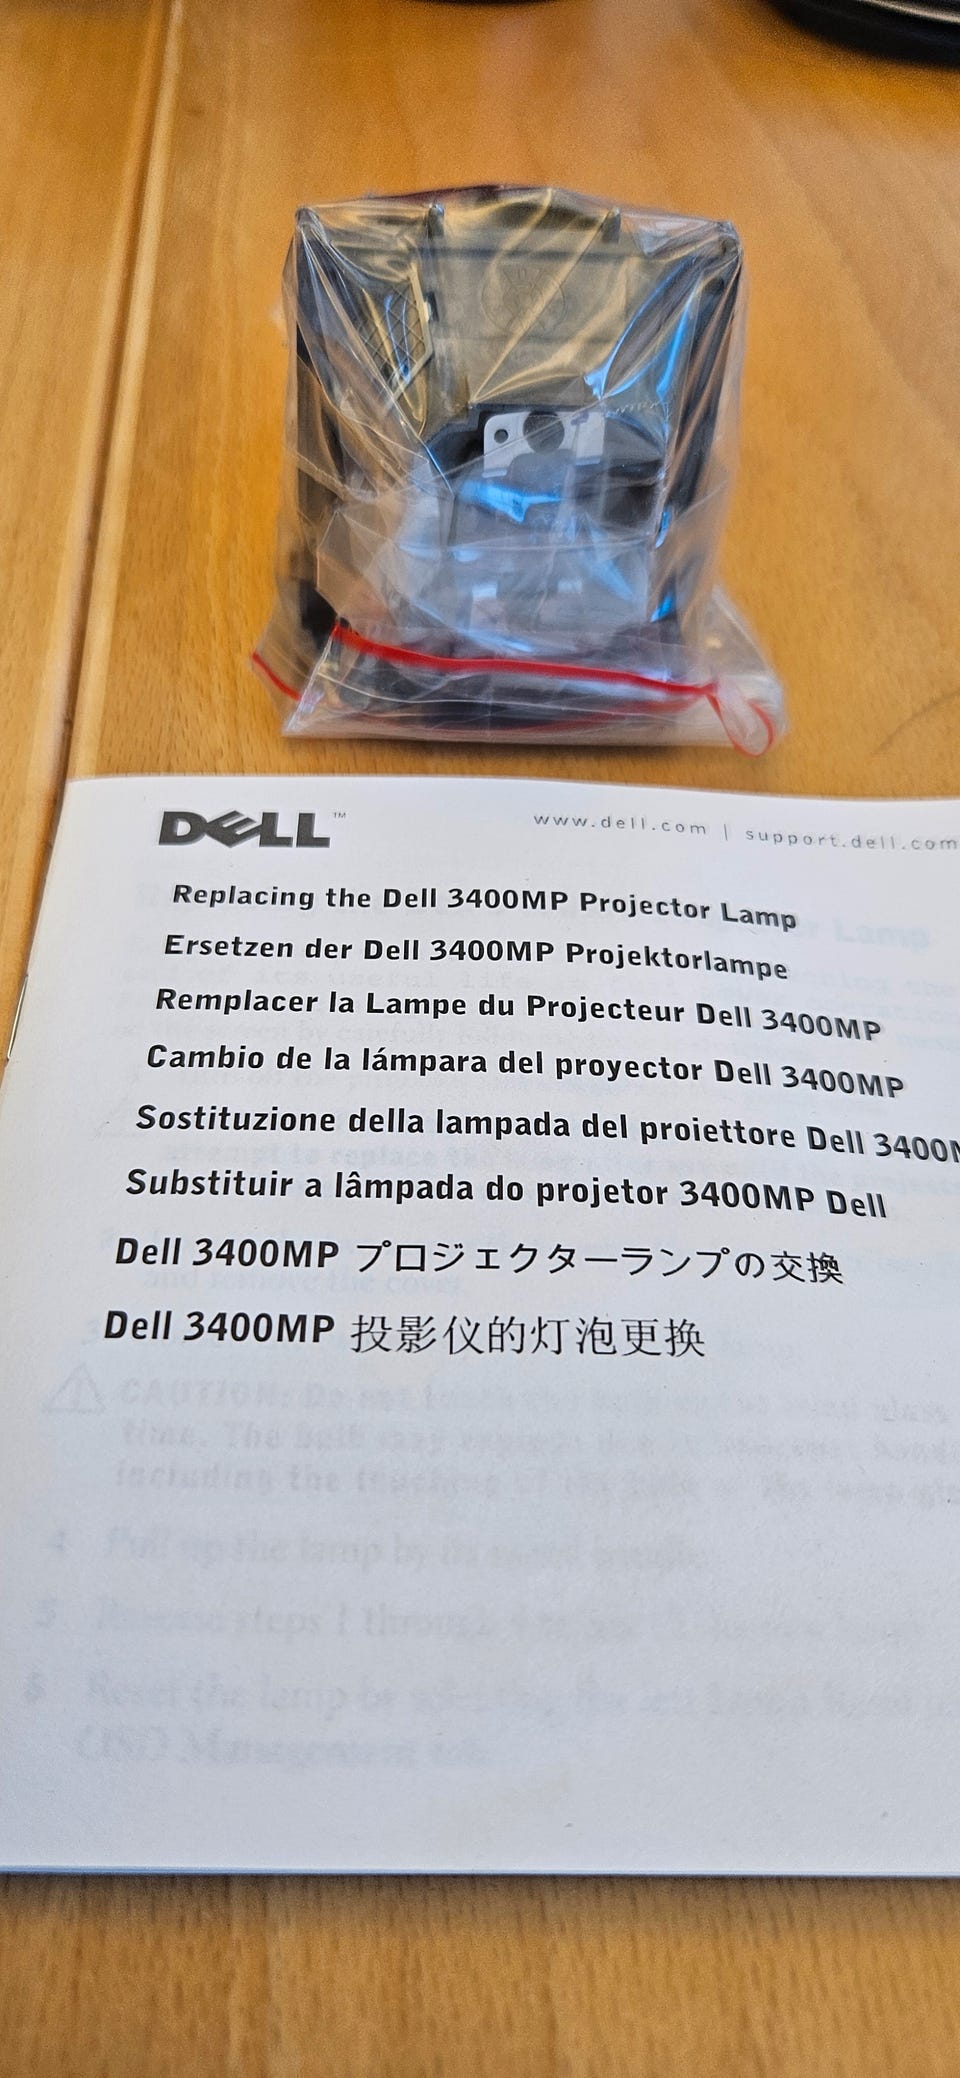 DELL™
www.dell.com | support.dell.com
Replacing the Dell 3400MP Projector Lamp
Ersetzen der Dell 3400MP Projektorlampe
Remplacer la Lampe du Projecteur Dell 3400MP
Cambio de la lámpara del proyector Dell 3400MP
Sostituzione della lampada del proiettore Dell 3400M
Substituir a lâmpada do projetor 3400MP Dell
Dell 3400MP プロジェクターランプの交換
Dell 3400MP 投影仪的灯泡更换